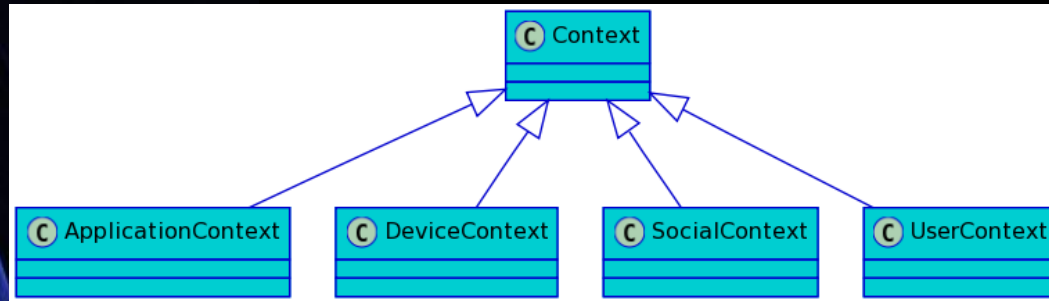 C Context
C ApplicationContext
C DeviceContext
C SocialContext
C UserContext